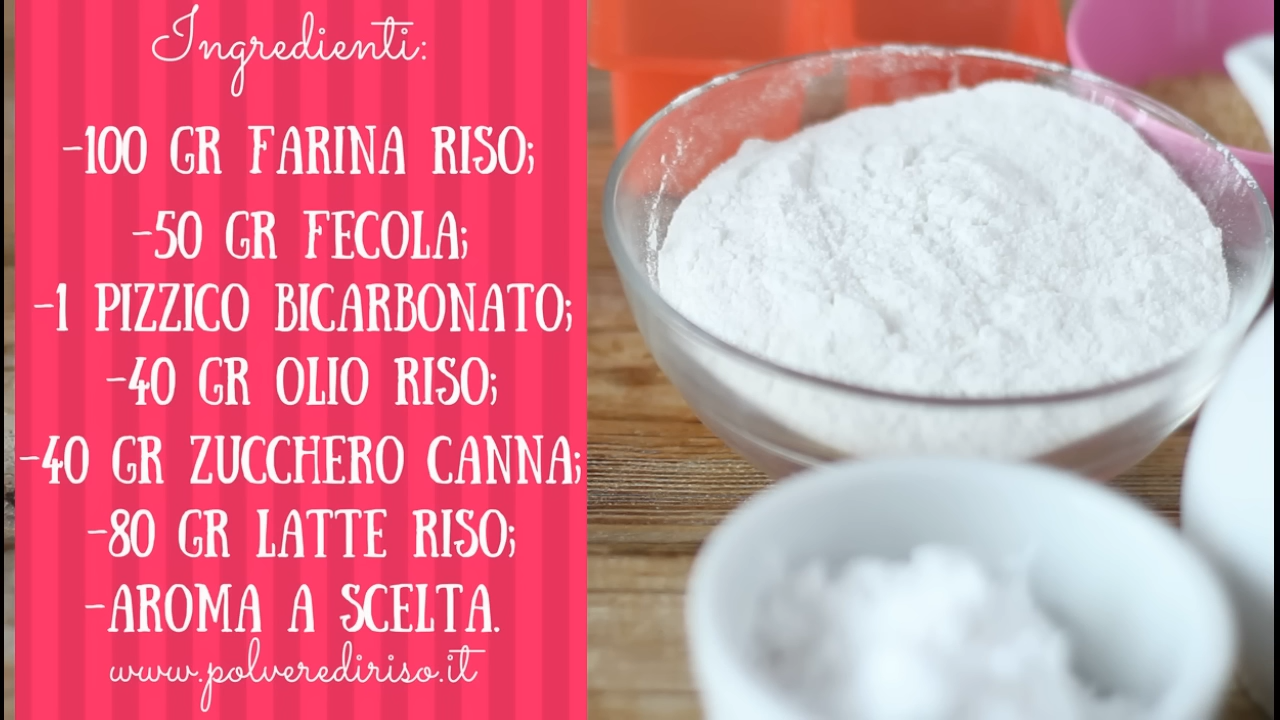 Ingredienti:
-100 GR FARINA RISO;
-50 GR FECOLA;
-1 PIZZICO BICARBONATO;
-40 GR OLIO RISO;
-40 GR ZUCCHERO CANNA;
-80 GR LATTE RISO;
-AROMA A SCELTA.
www.polverediriso.it